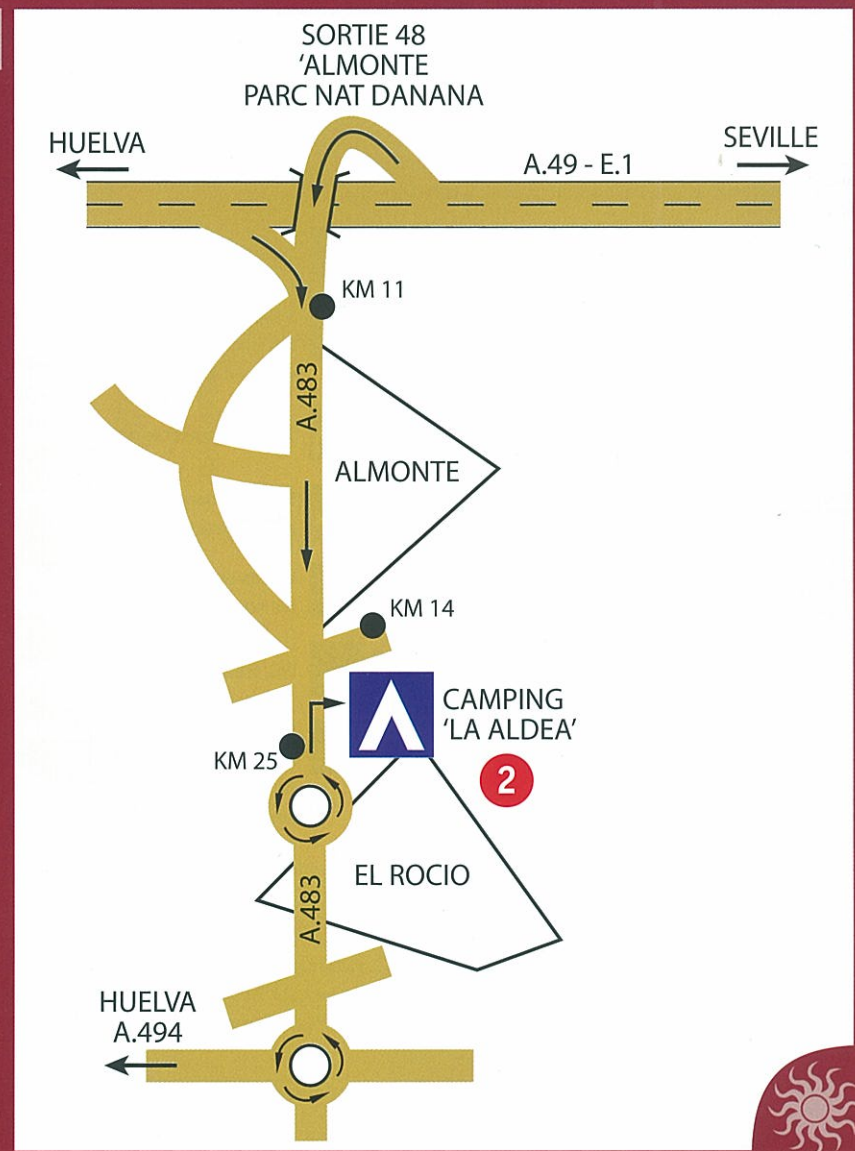 SORTIE 48
'ALMONTE
PARC NAT DANANA
HUELVA
SEVILLE
A.49 - E.1
KM 11
A.483
ALMONTE
KM 14
CAMPING
'LA ALDEA'
KM 25
2
EL ROCIO
A.483
HUELVA
A.494